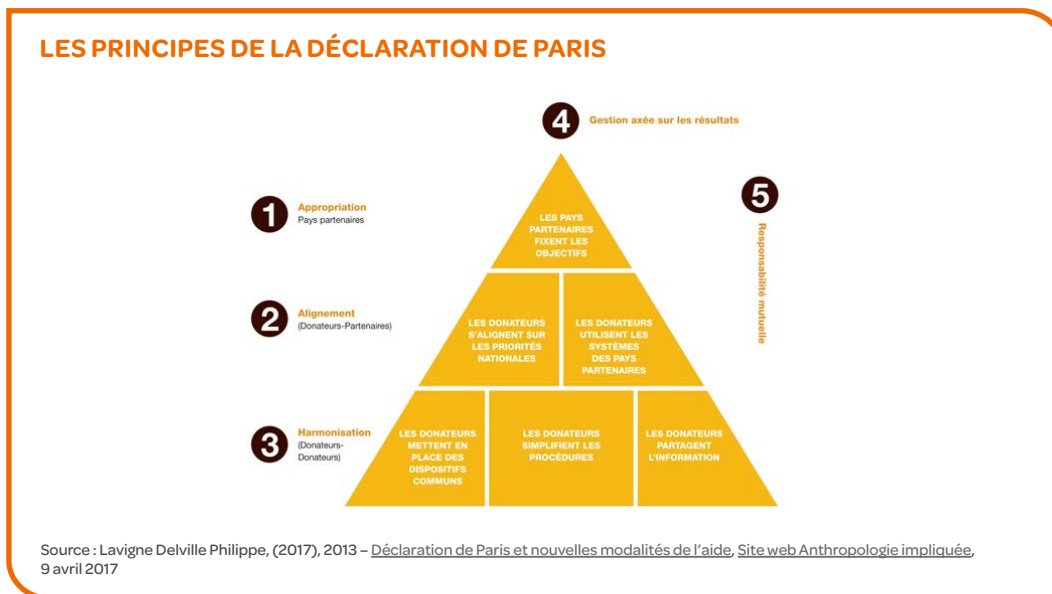 LES PRINCIPES DE LA DÉCLARATION DE PARIS
4 Gestion axée sur les résultats
1 Appropriation
Pays partenaires
5
Responsabilité mutuelle
LES PAYS
PARTENAIRES
FIXENT LES
OBJECTIFS
2 Alignement
(Donateurs-Partenaires)
LES DONATEURS
S'ALIGNENT SUR
LES PRIORITÉS
NATIONALES
LES DONATEURS
UTILISENT LES
SYSTÈMES
DES PAYS
PARTENAIRES
3 Harmonisation
(Donateurs-
Donateurs)
LES DONATEURS
METTENT EN
PLACE DES
DISPOSITIFS
COMMUNS
LES DONATEURS
SIMPLIFIENT LES
PROCÉDURES
LES DONATEURS
PARTAGENT
L'INFORMATION
Source : Lavigne Delville Philippe, (2017), 2013 – Déclaration de Paris et nouvelles modalités de l'aide, Site web Anthropologie impliquée,
9 avril 2017